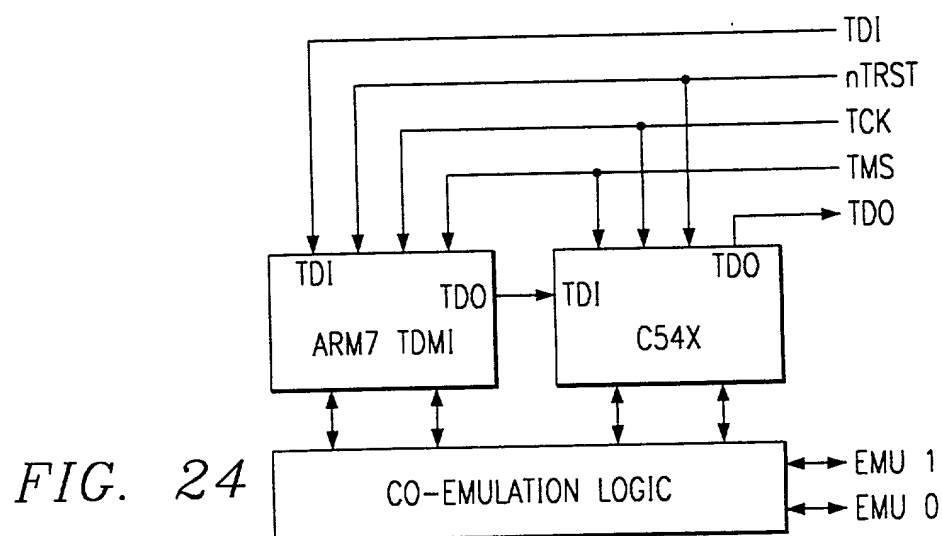 TDI
nTRST
TCK
TMS
TDO
TDI
TDO
TDO
TDI
ARM7 TDMI
C54X
FIG. 24
CO-EMULATION LOGIC
EMU 1
EMU 0